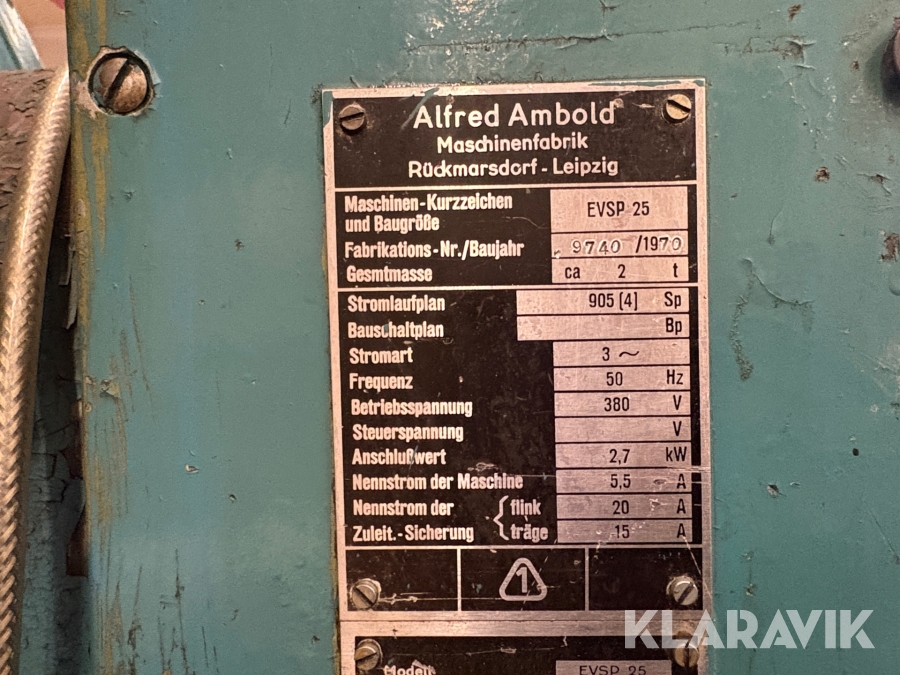 Alfred Ambold
Maschinenfabrik
Rückmarsdorf - Leipzig
Maschinen-Kurzzeichen
und Baugröße EVSP 25
Fabrikations-Nr./Baujahr 9740 /1970
Gesmtmasse ca 2 t
Stromlaufplan 905 [4] Sp
Bauschaltplan Bp
Stromart 3 ~
Frequenz 50 Hz
Betriebsspannung 380 V
Steuerspannung V
Anschlußwert 2,7 kW
Nennstrom der Maschine 5,5 A
Nennstrom der { flink 20 A
Zuleit.-Sicherung träge 15 A
1
KLARAVIK
Modell EVSP 25